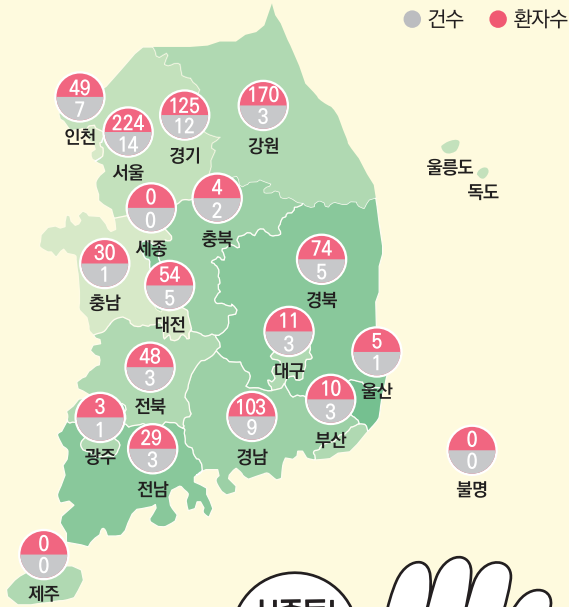 건수 환자수
49
7
인천
224
14
서울
125
12
경기
170
3
강원
울릉도
독도
0
0
세종
4
2
충북
30
1
충남
54
5
대전
74
5
경북
11
3
대구
5
1
울산
48
3
전북
10
3
부산
3
1
광주
29
3
전남
103
9
경남
0
0
불명
0
0
제주